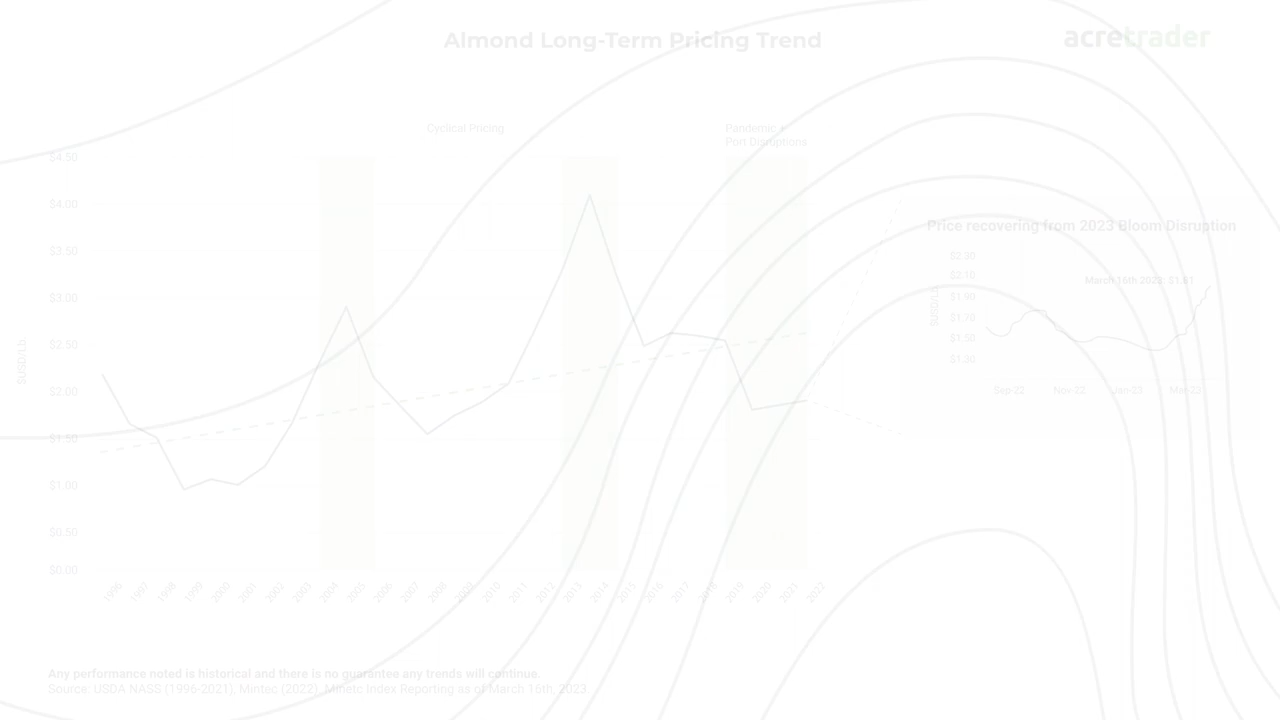 Almond Long-Term Pricing Trend
acretrader
Cyclical Pricing
Pandemic +
Port Disruptions
$4.50
$4.00
$3.50
$3.00
$2.50
$2.00
$1.50
$1.00
$0.50
$0.00
$USD/Lb
1996
1997
1998
1999
2000
2001
2002
2003
2004
2005
2006
2007
2008
2009
2010
2011
2012
2013
2014
2015
2016
2017
2018
2019
2020
2021
2022
Price recovering from 2023 Bloom Disruption
$2.30
$2.10
$1.90
$1.70
$1.50
$1.30
$USD/Lb
March 16th 2023: $1.81
Sep-22
Nov-22
Jan-23
Mar-23
Any performance noted is historical and there is no guarantee any trends will continue.
Source: USDA NASS (1996-2021), Mintec (2022), Minetc Index Reporting as of March 16th, 2023